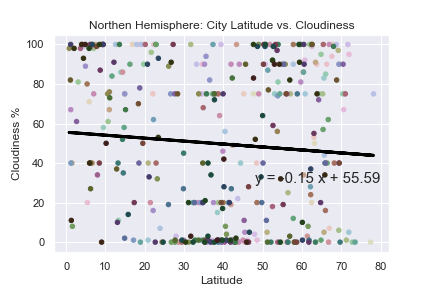 Northen Hemisphere: City Latitude vs. Cloudiness
100
80
60
40
20
0
Cloudiness %
y = -0.15 x + 55.59
0 10 20 30 40 50 60 70 80
Latitude